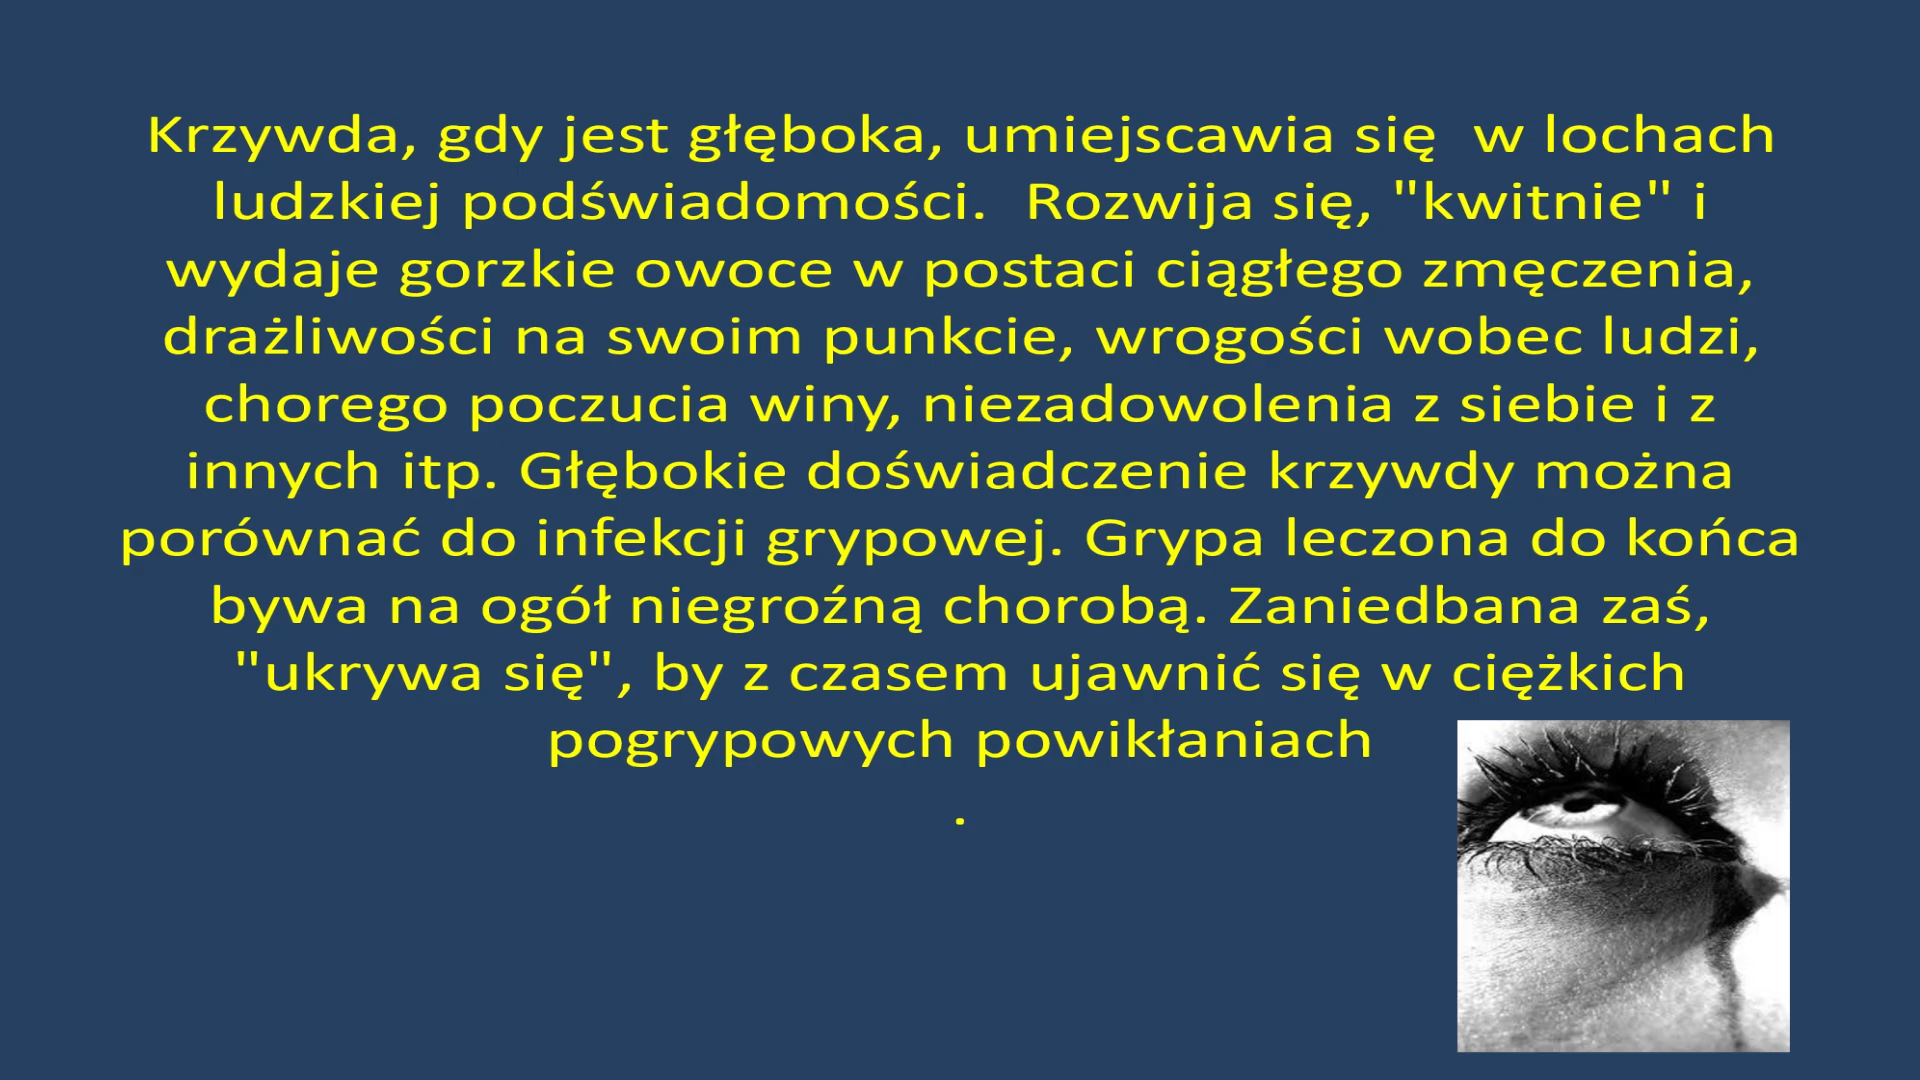 Krzywda, gdy jest głęboka, umiejscawia się  w lochach
ludzkiej podświadomości.  Rozwija się, "kwitnie" i
wydaje gorzkie owoce w postaci ciągłego zmęczenia,
drażliwości na swoim punkcie, wrogości wobec ludzi,
chorego poczucia winy, niezadowolenia z siebie i z
innych itp. Głębokie doświadczenie krzywdy można
porównać do infekcji grypowej. Grypa leczona do końca
bywa na ogół niegroźną chorobą. Zaniedbana zaś,
"ukrywa się", by z czasem ujawnić się w ciężkich
pogrypowych powikłaniach
.